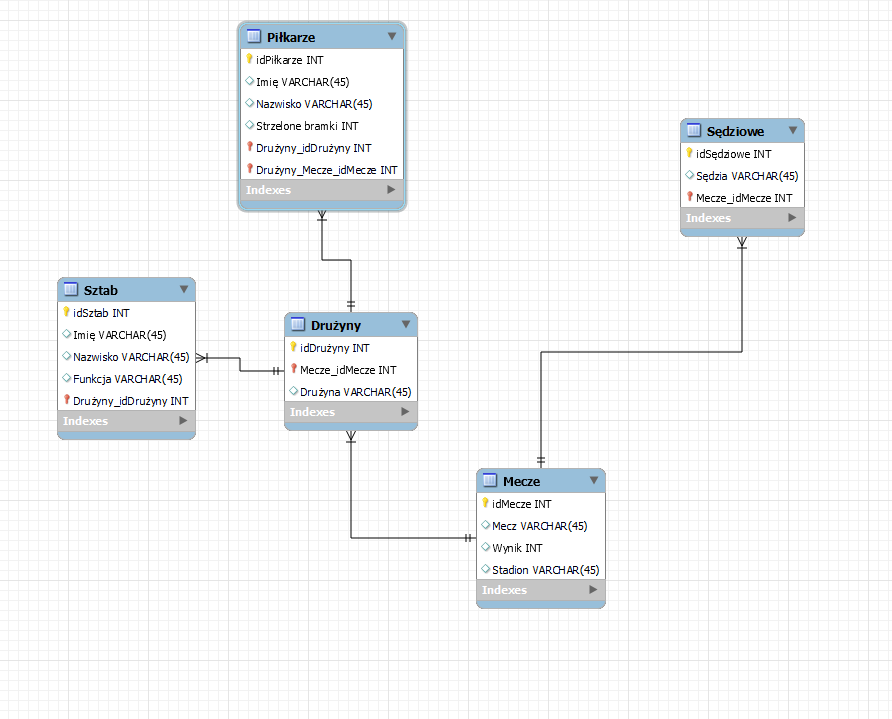 Piłkarze
idPiłkarze INT
Imię VARCHAR(45)
Nazwisko VARCHAR(45)
Strzelone bramki INT
Drużyny_idDrużyny INT
Drużyny_Mecze_idMecze INT
Indexes
Sędziowe
idSędziowe INT
Sędzia VARCHAR(45)
Mecze_idMecze INT
Indexes
Sztab
idSztab INT
Imię VARCHAR(45)
Nazwisko VARCHAR(45)
Funkcja VARCHAR(45)
Drużyny_idDrużyny INT
Indexes
Drużyny
idDrużyny INT
Mecze_idMecze INT
Drużyna VARCHAR(45)
Indexes
Mecze
idMecze INT
Mecz VARCHAR(45)
Wynik INT
Stadion VARCHAR(45)
Indexes